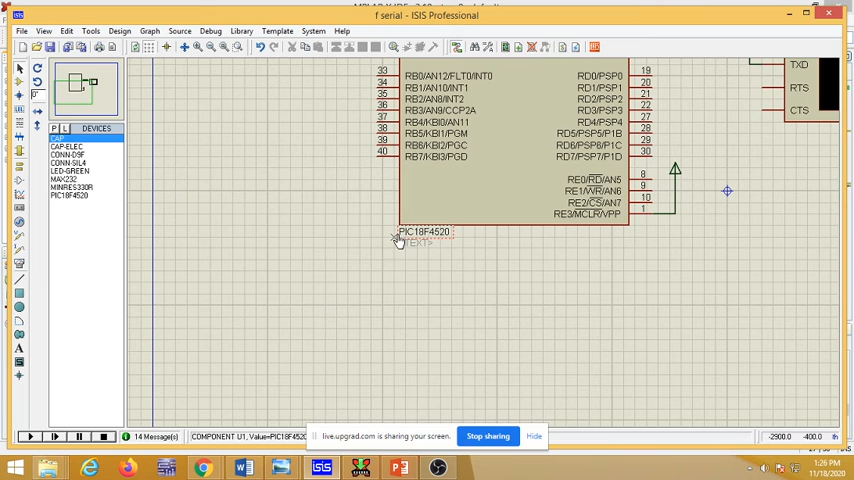 f serial - ISIS Professional
File View Edit Tools Design Graph Source Debug Library Template System Help
0°
P L DEVICES
CAP
CAP-ELEC
CONN-D9F
CONN-SIL4
LED-GREEN
MAX232
MINRES330R
PIC18F4520
33 RB0/AN12/FLT0/INT0
34 RB1/AN10/INT1
35 RB2/AN8/INT2
36 RB3/AN9/CCP2A
37 RB4/KBI0/AN11
38 RB5/KBI1/PGM
39 RB6/KBI2/PGC
40 RB7/KBI3/PGD
RD0/PSP0 19
RD1/PSP1 20
RD2/PSP2 21
RD3/PSP3 22
RD4/PSP4 27
RD5/PSP5/P1B 28
RD6/PSP6/P1C 29
RD7/PSP7/P1D 30
RE0/RD/AN5 8
RE1/WR/AN6 9
RE2/CS/AN7 10
RE3/MCLR/VPP 1
TXD
RTS
CTS
PIC18F4520
TEXT>
14 Message(s)
COMPONENT U1, Value=PIC18F4520
-2900.0 -400.0 th
live.upgrad.com is sharing your screen. Stop sharing Hide
1:26 PM
11/18/2020